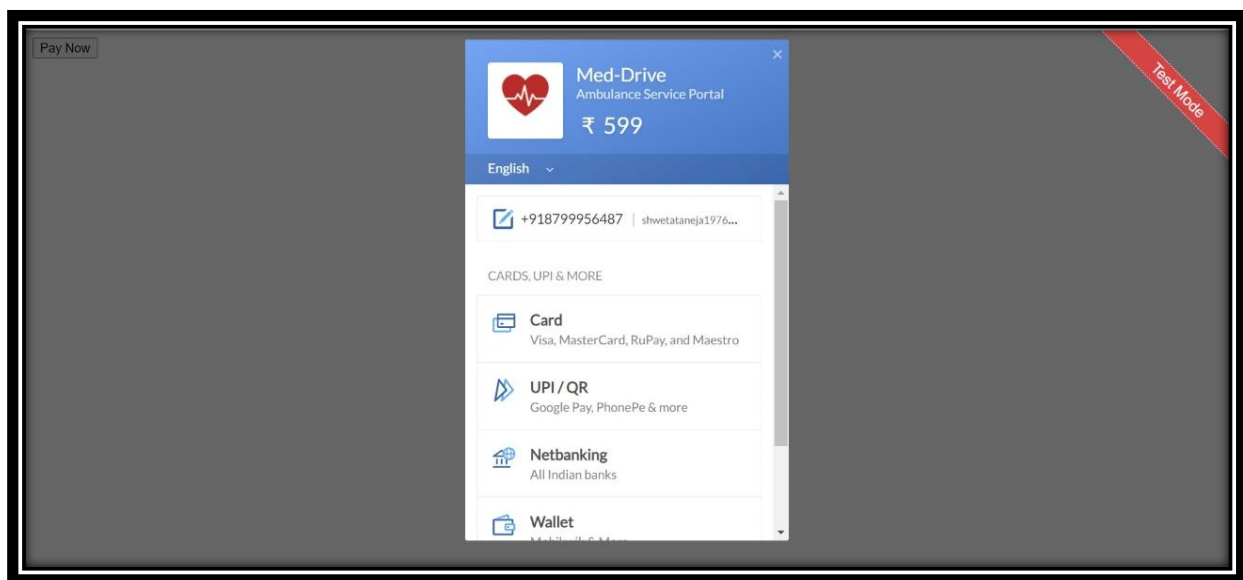 Pay Now
Test Mode
Med-Drive
Ambulance Service Portal
₹ 599
English
+918799956487 | shwetataneja1976...
CARDS, UPI & MORE
Card
Visa, MasterCard, RuPay, and Maestro
UPI / QR
Google Pay, PhonePe & more
Netbanking
All Indian banks
Wallet